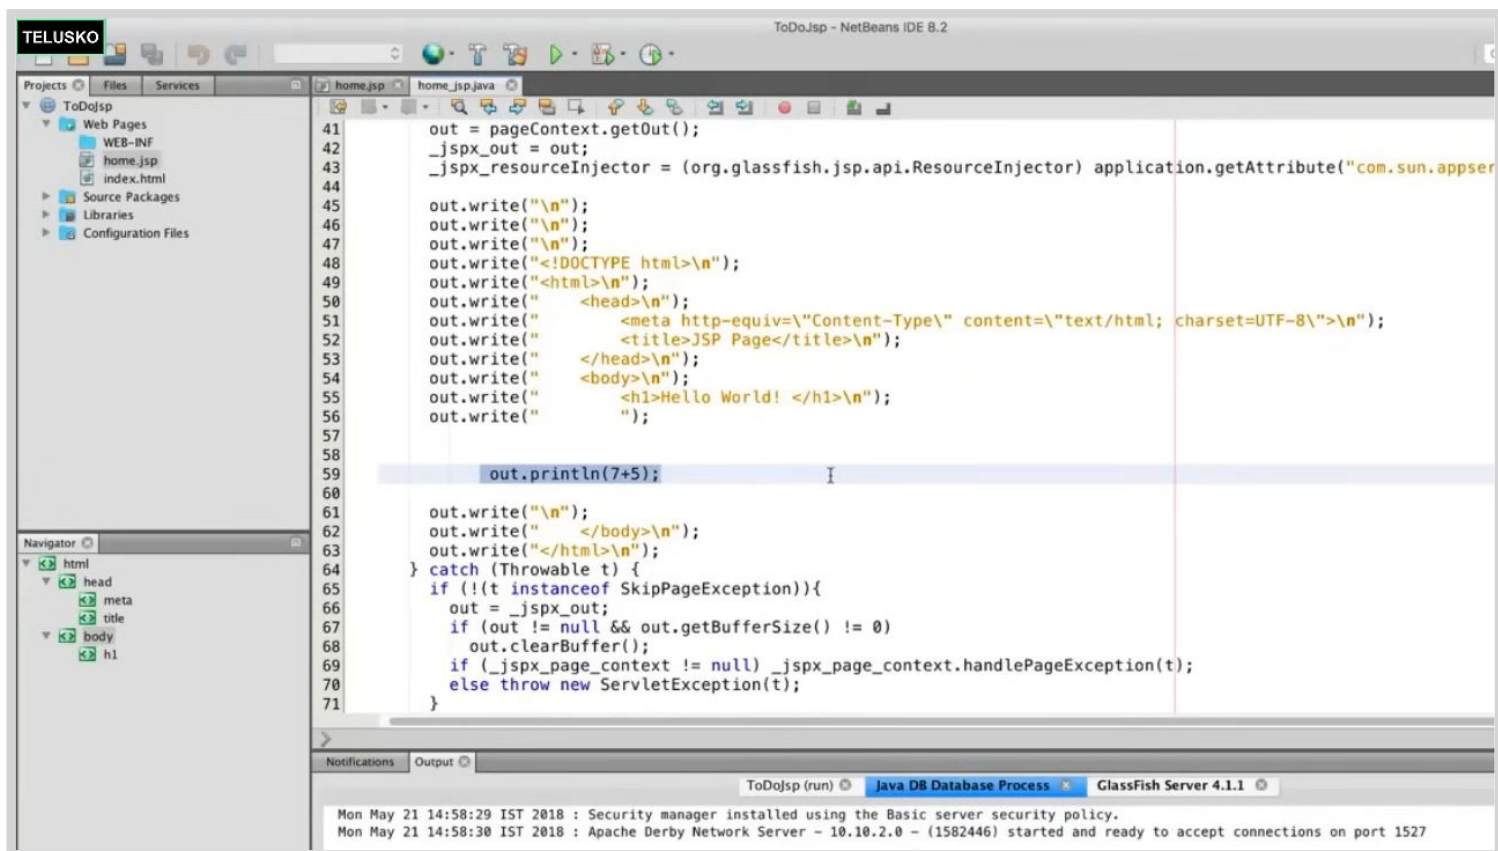 ToDoJsp - NetBeans IDE 8.2
TELUSKO
Projects Files Services
home.jsp home_jsp.java
ToDoJsp
Web Pages
WEB-INF
home.jsp
index.html
Source Packages
Libraries
Configuration Files
41 out = pageContext.getOut();
42 _jspx_out = out;
43 _jspx_resourceInjector = (org.glassfish.jsp.api.ResourceInjector) application.getAttribute("com.sun.appser
44
45 out.write("\n");
46 out.write("\n");
47 out.write("\n");
48 out.write("<!DOCTYPE html>\n");
49 out.write("<html>\n");
50 out.write("    <head>\n");
51 out.write("        <meta http-equiv=\"Content-Type\" content=\"text/html; charset=UTF-8\">\n");
52 out.write("        <title>JSP Page</title>\n");
53 out.write("    </head>\n");
54 out.write("    <body>\n");
55 out.write("        <h1>Hello World! </h1>\n");
56 out.write("        ");
57
58
59 out.println(7+5);
60
61 out.write("\n");
62 out.write("    </body>\n");
63 out.write("</html>\n");
64 } catch (Throwable t) {
65 if (!(t instanceof SkipPageException)){
66 out = _jspx_out;
67 if (out != null && out.getBufferSize() != 0)
68 out.clearBuffer();
69 if (_jspx_page_context != null) _jspx_page_context.handlePageException(t);
70 else throw new ServletException(t);
71 }
Navigator
html
head
meta
title
body
h1
Notifications Output
ToDoJsp (run) Java DB Database Process GlassFish Server 4.1.1
Mon May 21 14:58:29 IST 2018 : Security manager installed using the Basic server security policy.
Mon May 21 14:58:30 IST 2018 : Apache Derby Network Server - 10.10.2.0 - (1582446) started and ready to accept connections on port 1527